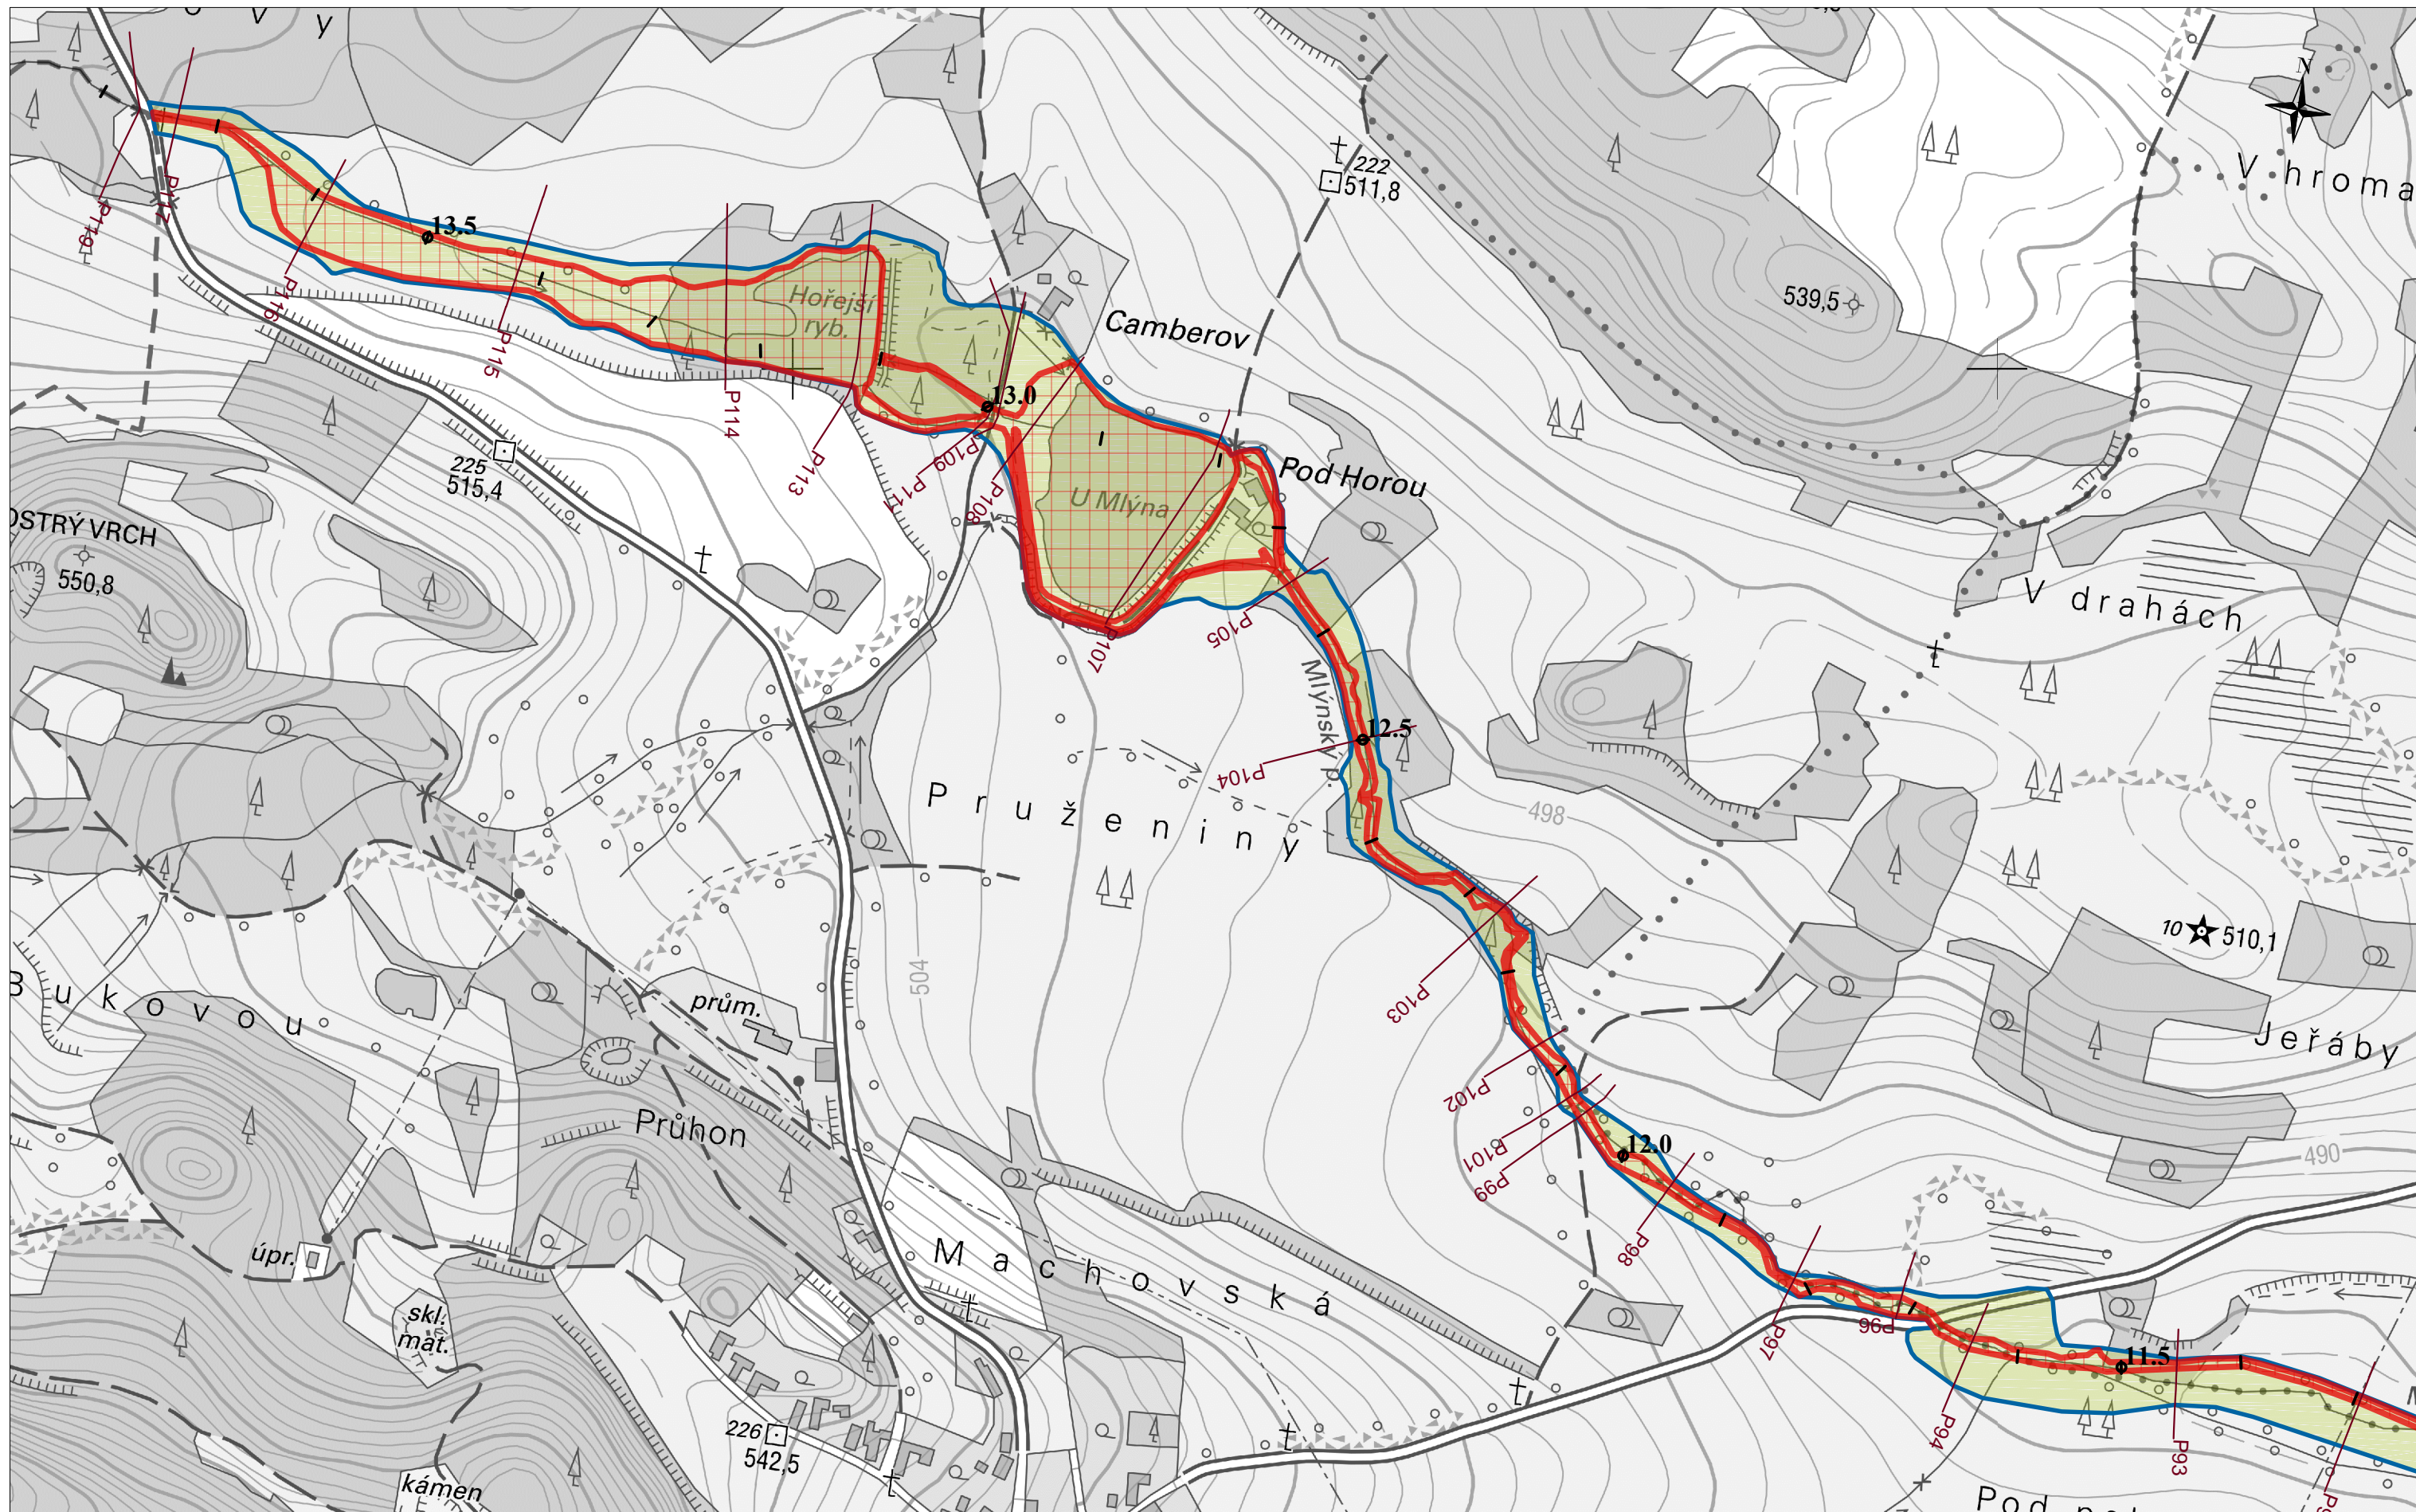 o v y
N
V hroma
222
511,8
539,5
P119
P117
13.5
P116
P115
Hořejší
ryb.
Camberov
P114
P113
P111
P109
13.0
P108
Pod Horou
225
515,4
U Mlýna
OSTRÝ VRCH
550,8
V drahách
P105
P107
Mlýnský p.
12.5
P104
Pruženiny
498
10
510,1
504
P103
Bukovou
prům.
Jeřáby
P102
Průhon
12.0
P101
P99
490
P98
úpr.
Machovská
skl.
mat.
P97
P96
11.5
P94
P93
226
542,5
kámen
Pod